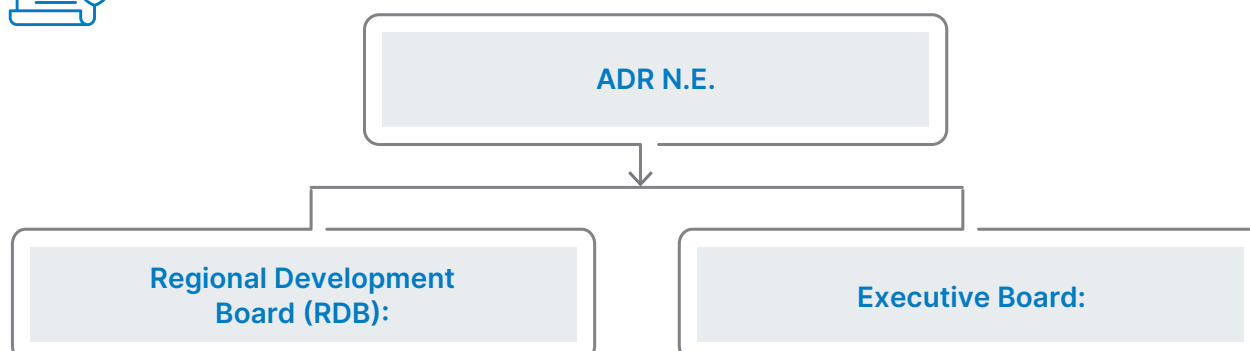 ADR N.E.
Regional Development
Board (RDB):
Executive Board: